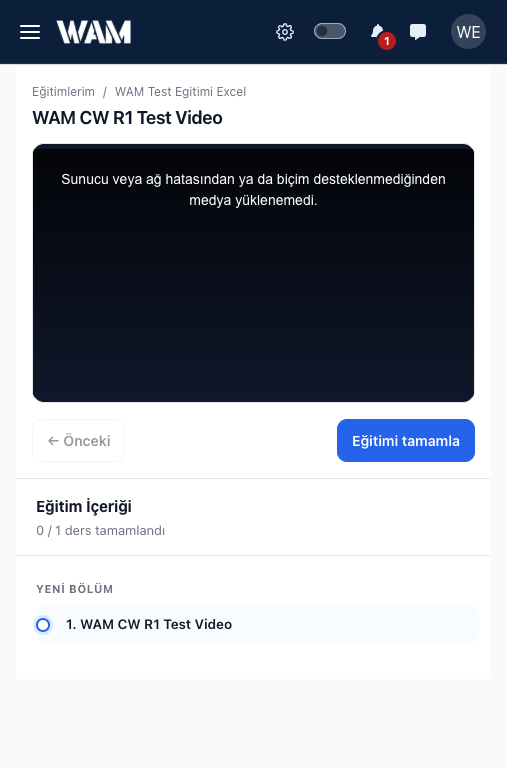 WAM
1
WE
Eğitimlerim / WAM Test Egitimi Excel
WAM CW R1 Test Video
Sunucu veya ağ hatasından ya da biçim desteklenmediğinden
medya yüklenemedi.
← Önceki
Eğitimi tamamla
Eğitim İçeriği
0 / 1 ders tamamlandı
YENİ BÖLÜM
1. WAM CW R1 Test Video